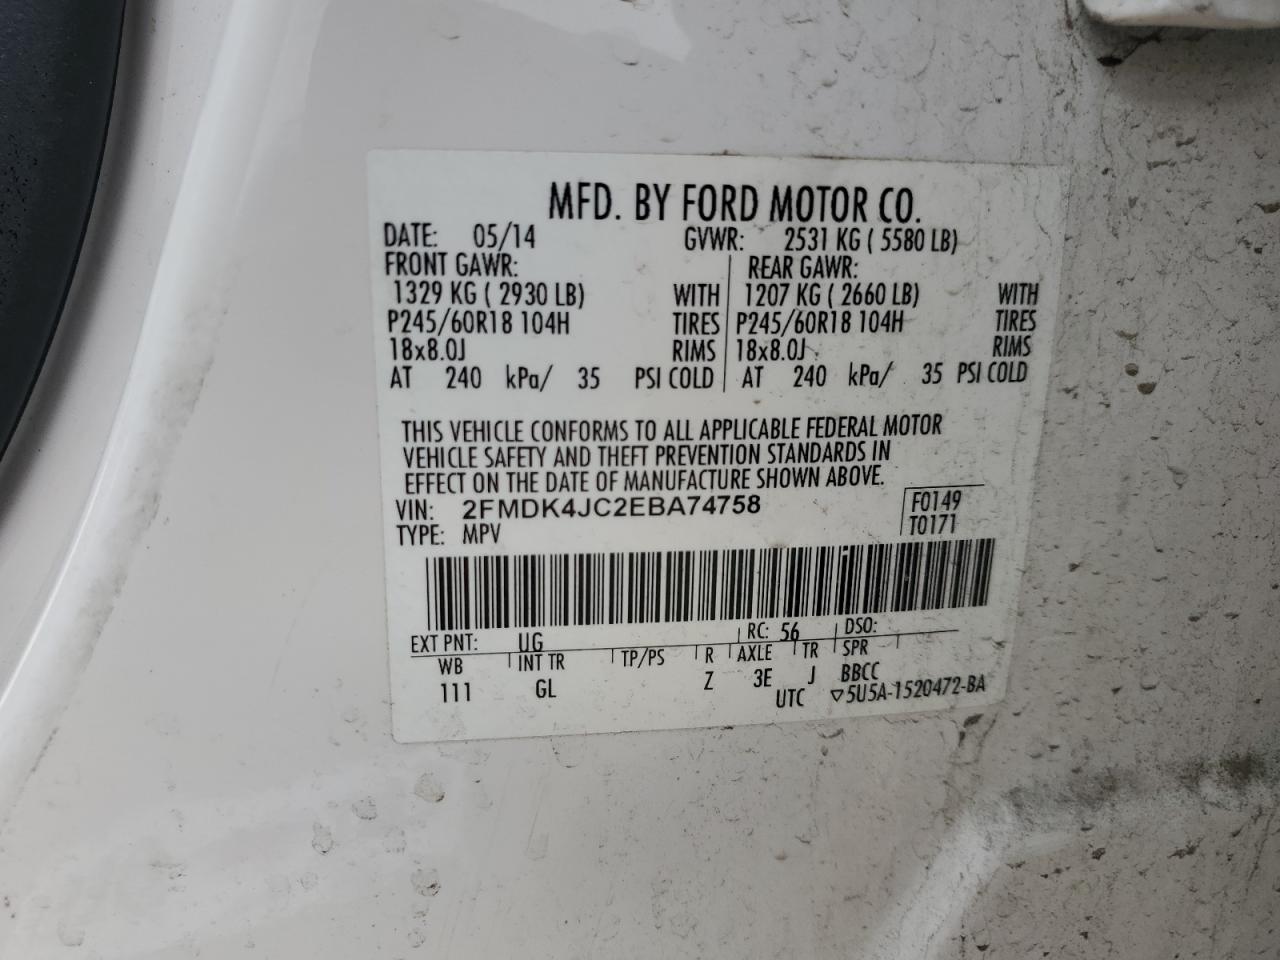 MFD. BY FORD MOTOR CO.
DATE: 05/14 GVWR: 2531 KG ( 5580 LB)
FRONT GAWR: REAR GAWR:
1329 KG ( 2930 LB) WITH 1207 KG ( 2660 LB) WITH
P245/60R18 104H TIRES P245/60R18 104H TIRES
18x8.0J RIMS 18x8.0J RIMS
AT 240 kPa/ 35 PSI COLD AT 240 kPa/ 35 PSI COLD
THIS VEHICLE CONFORMS TO ALL APPLICABLE FEDERAL MOTOR
VEHICLE SAFETY AND THEFT PREVENTION STANDARDS IN
EFFECT ON THE DATE OF MANUFACTURE SHOWN ABOVE.
VIN: 2FMDK4JC2EBA74758 F0149
TYPE: MPV T0171
EXT PNT: UG RC: 56 DSO:
WB INT TR TP/PS R AXLE TR SPR
111 GL Z 3E J BBCC
UTC ▽5U5A-1520472-BA